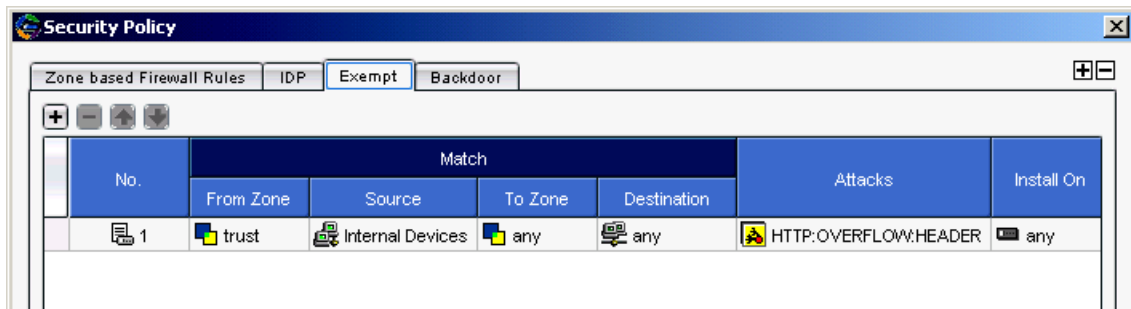 Security Policy
Zone based Firewall Rules IDP Exempt Backdoor
No. Match Attacks Install On
From Zone Source To Zone Destination
1 trust Internal Devices any any HTTP:OVERFLOW:HEADER any